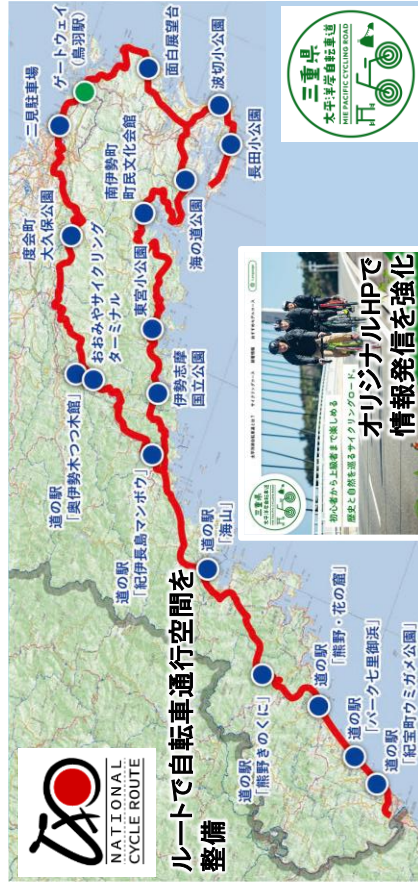 NATIONAL
CYCLE ROUTE
ルートで自転車通行空間を
整備
二見駐車場
ゲートウェイ
（鳥羽駅）
面白展望台
波切小公園
長田小公園
海の道公園
南伊勢町
町民文化会館
度会町
大久保公園
おおみやサイクリング
ターミナル
東宮小公園
伊勢志摩
国立公園
道の駅
「奥伊勢木つつ木館」
道の駅
「紀伊長島マンボウ」
道の駅
「海山」
道の駅
「熊野きのくに」
道の駅
「熊野・花の窟」
道の駅
「パーク七里御浜」
道の駅
「紀宝町ウミガメ公園」
三重県
太平洋岸自転車道
MIE PACIFIC CYCLING ROAD
三重県
太平洋岸自転車道
初心者から上級者まで楽しめる
歴史と自然を巡るサイクリングロード。
オリジナルHPで
情報発信を強化